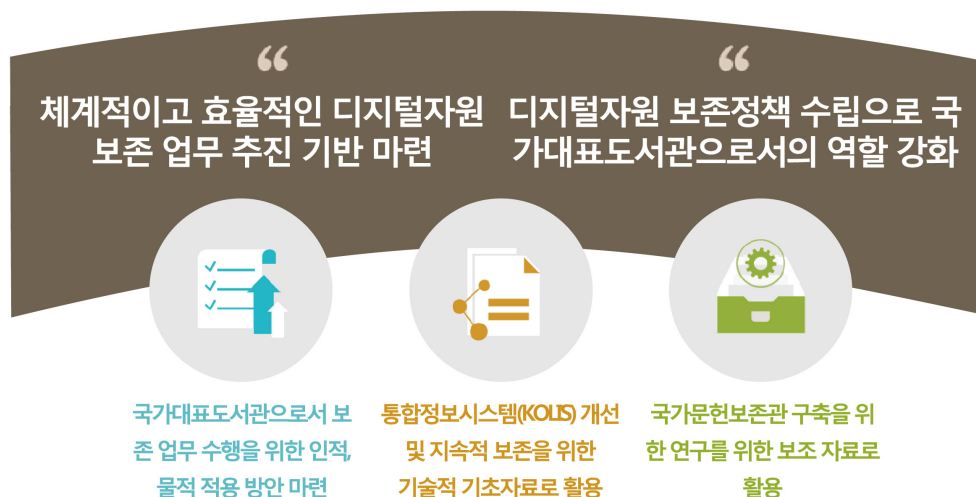 “
체계적이고 효율적인 디지털자원
보존 업무 추진 기반 마련
“
디지털자원 보존정책 수립으로 국
가대표도서관으로서의 역할 강화
국가대표도서관으로서 보
존 업무 수행을 위한 인적,
물적 적용 방안 마련
통합정보시스템(KOLIS) 개선
및 지속적 보존을 위한
기술적 기초자료로 활용
국가문헌보존관 구축을 위
한 연구를 위한 보조 자료로
활용